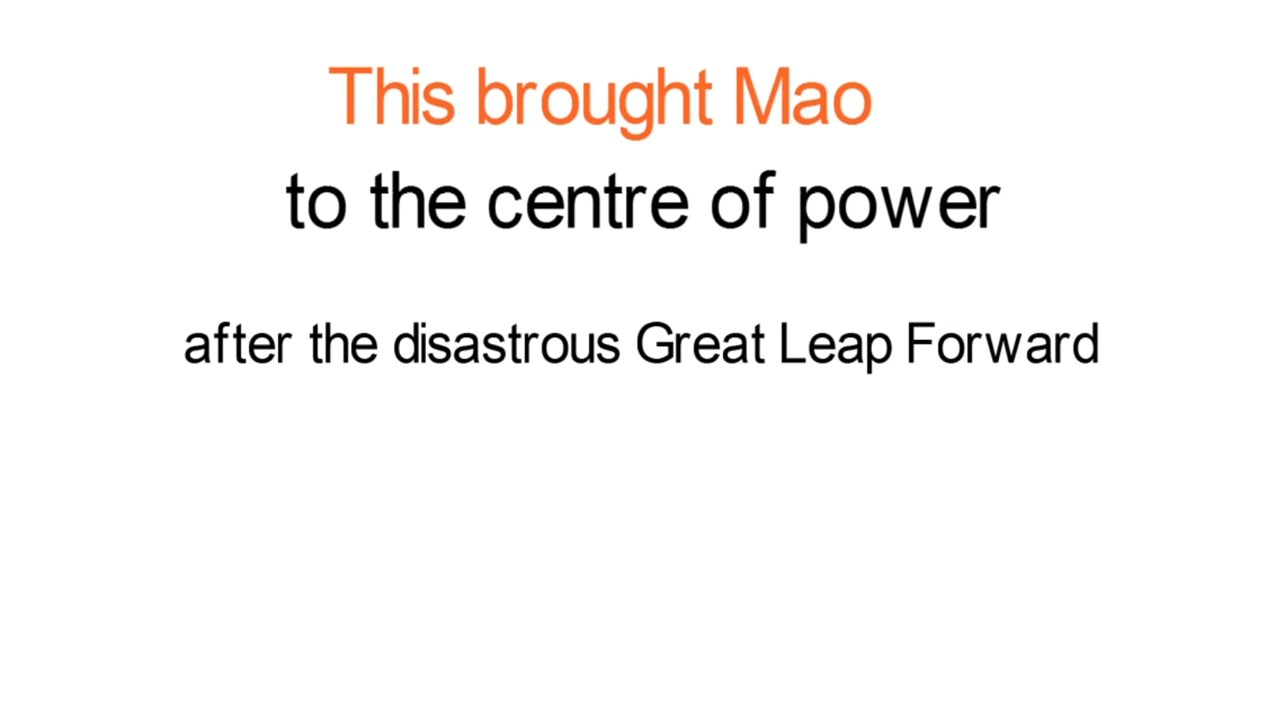 This brought Mao
to the centre of power
after the disastrous Great Leap Forward